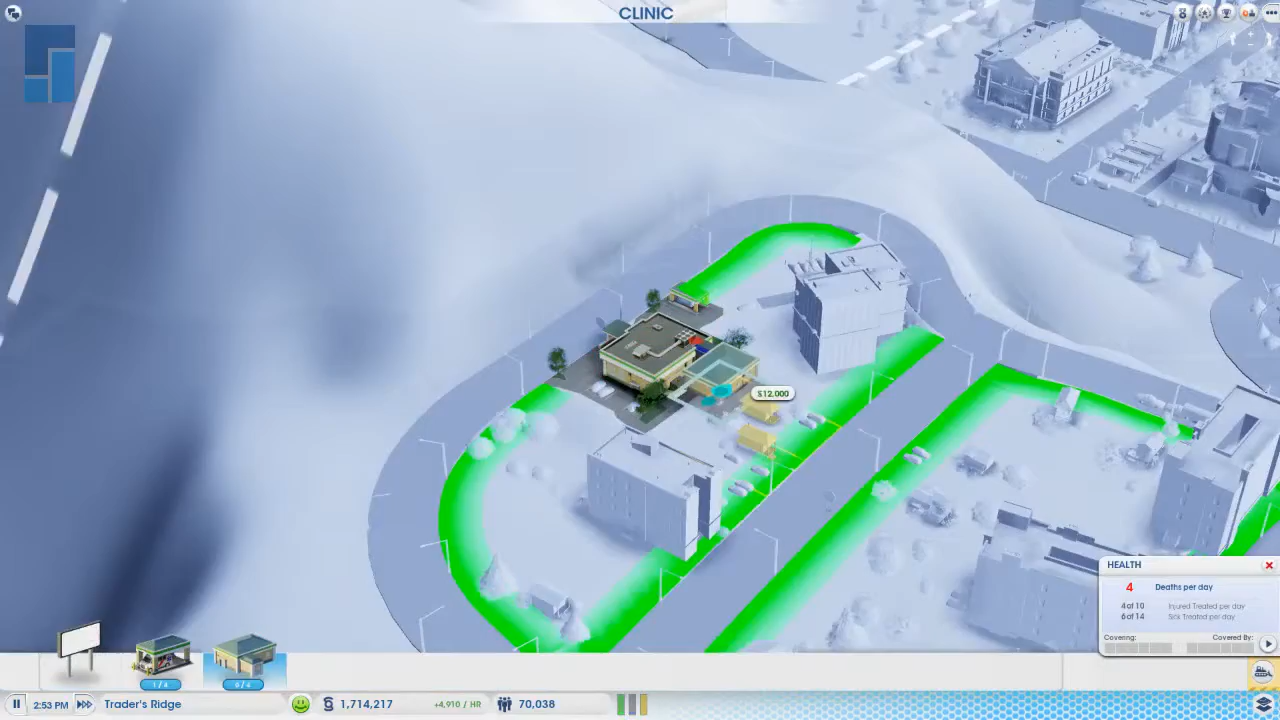 CLINIC
§12,000
HEALTH
4 Deaths per day
4 of 10 Injured Treated per day
6 of 14 Sick Treated per day
Covering: Covered By:
1 / 4
0 / 4
2:53 PM Trader's Ridge 1,714,217 +4,910 / HR 70,038